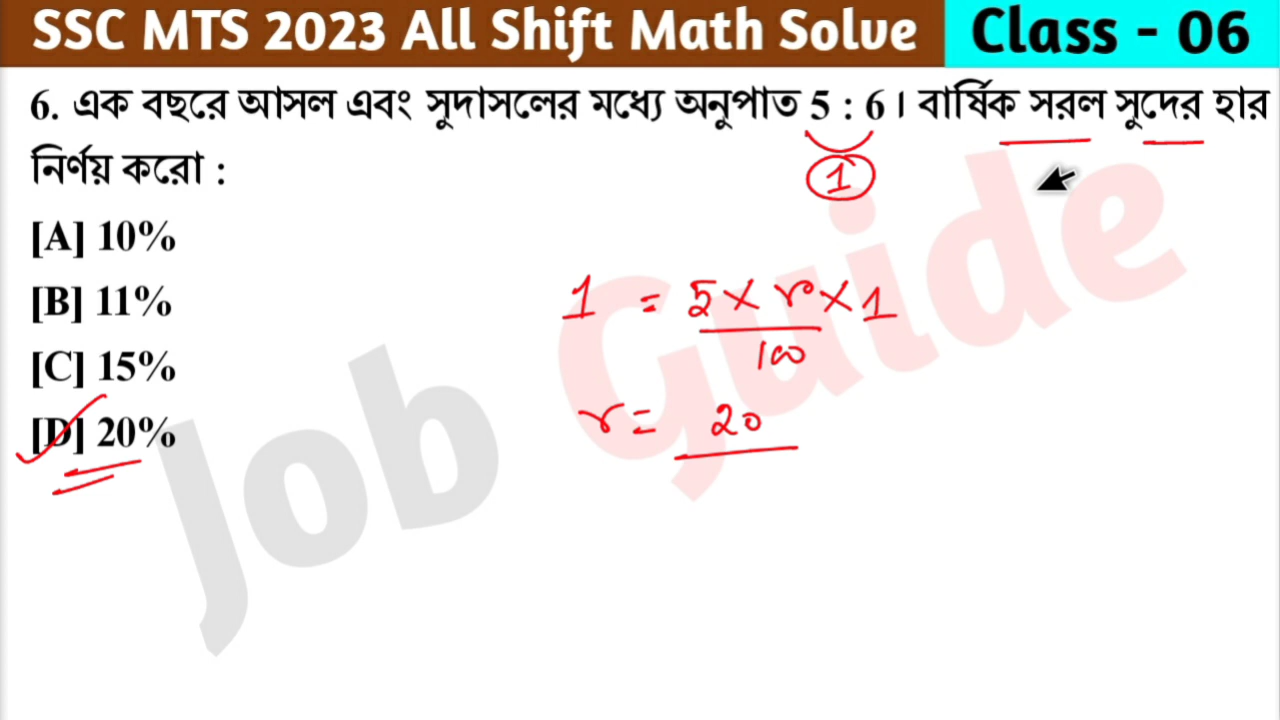 SSC MTS 2023 All Shift Math Solve Class - 06
6. এক বছরে আসল এবং সুদাসলের মধ্যে অনুপাত 5 : 6। বার্ষিক সরল সুদের হার
নির্ণয় করো :
1
[A] 10%
[B] 11%
[C] 15%
[D] 20%
1 = 5 × r × 1
100
r = 20
Job Guide